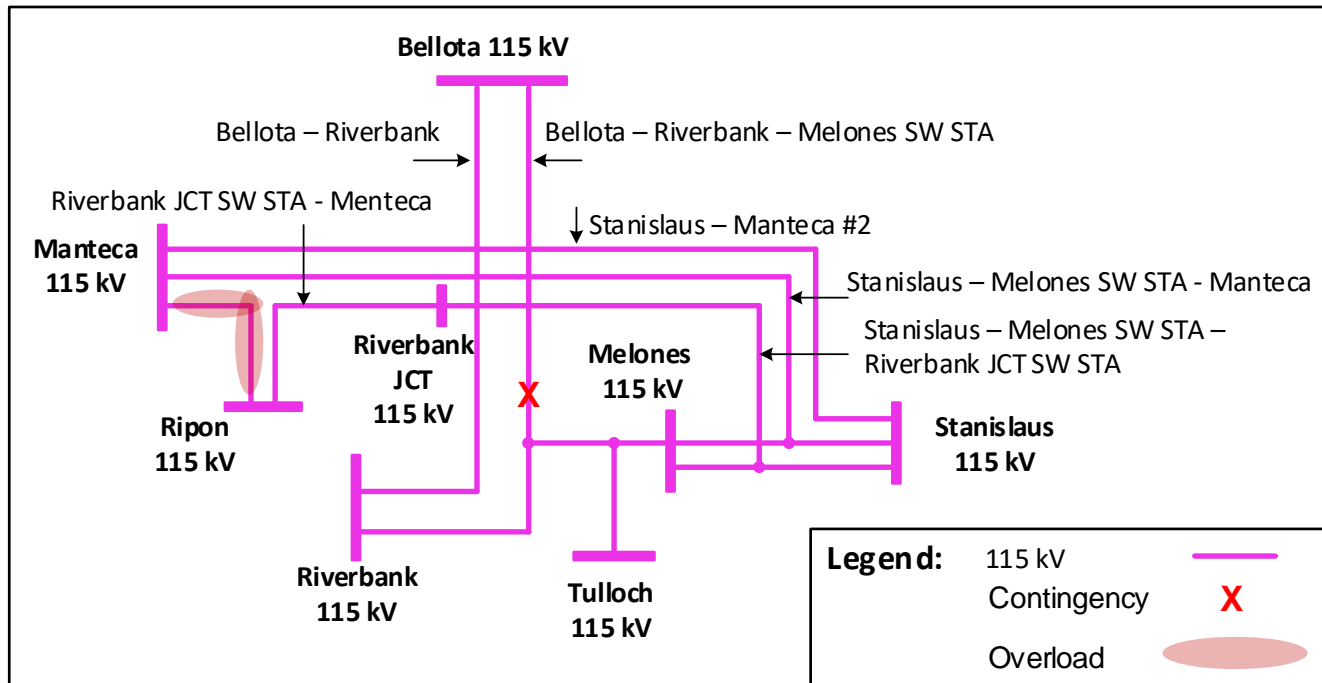 Bellota 115 kV
Bellota – Riverbank
Bellota – Riverbank – Melones SW STA
Riverbank JCT SW STA - Menteca
Stanislaus – Manteca #2
Manteca
115 kV
Stanislaus – Melones SW STA - Manteca
Stanislaus – Melones SW STA –
Riverbank JCT SW STA
Riverbank
JCT
115 kV
Melones
115 kV
X
Ripon
115 kV
Stanislaus
115 kV
Riverbank
115 kV
Tulloch
115 kV
Legend:
115 kV
Contingency
X
Overload